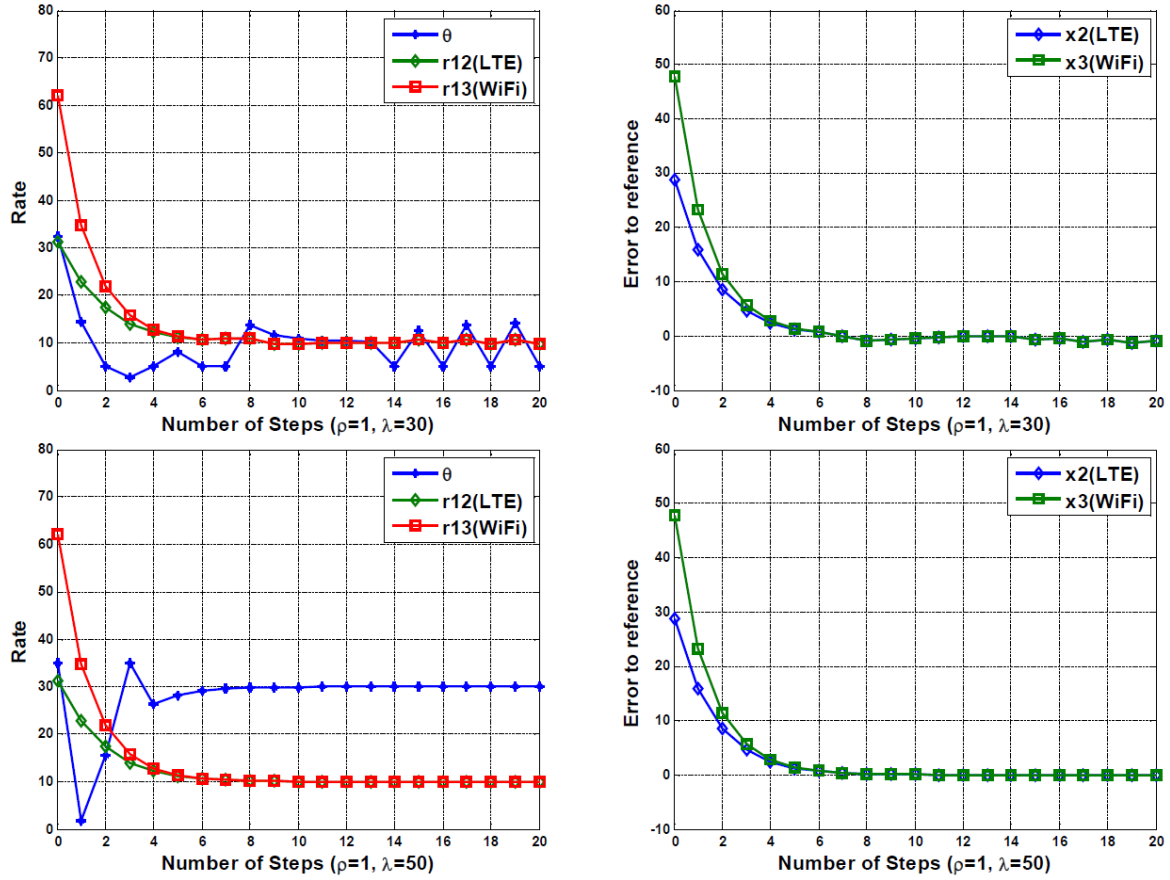 80
70
60
50
40
30
20
10
0
Rate
θ
r12(LTE)
r13(WiFi)
0 2 4 6 8 10 12 14 16 18 20
Number of Steps (ρ=1, λ=30)
60
50
40
30
20
10
0
-10
Error to reference
x2(LTE)
x3(WiFi)
0 2 4 6 8 10 12 14 16 18 20
Number of Steps (ρ=1, λ=30)
80
70
60
50
40
30
20
10
0
Rate
θ
r12(LTE)
r13(WiFi)
0 2 4 6 8 10 12 14 16 18 20
Number of Steps (ρ=1, λ=50)
60
50
40
30
20
10
0
-10
Error to reference
x2(LTE)
x3(WiFi)
0 2 4 6 8 10 12 14 16 18 20
Number of Steps (ρ=1, λ=50)